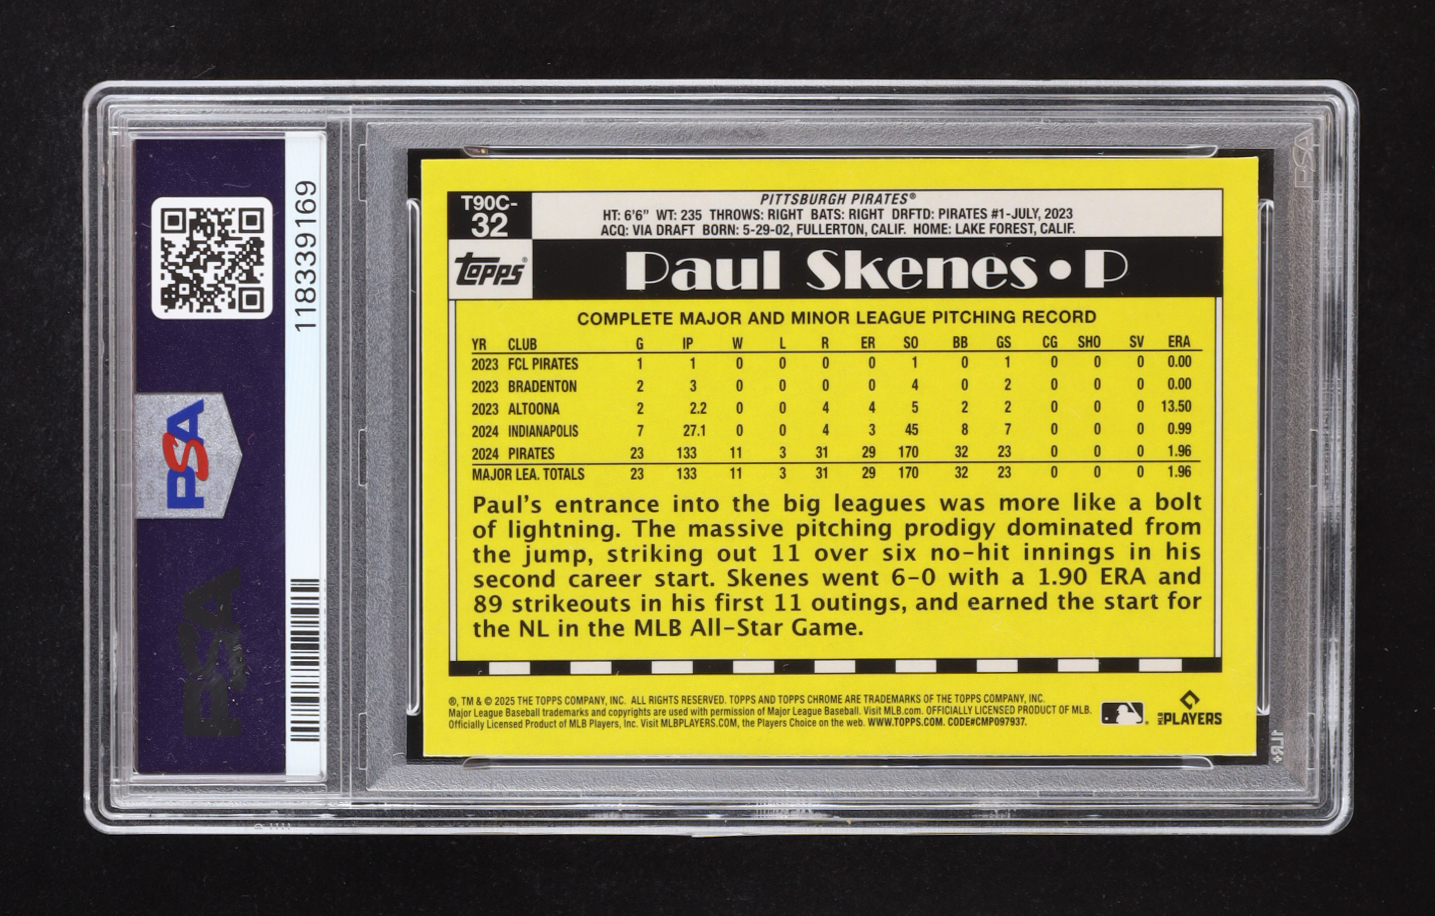 118339169
PSA
PSA
PSA
T90C-
32
PITTSBURGH PIRATES®
HT: 6'6" WT: 235 THROWS: RIGHT BATS: RIGHT DRFTD: PIRATES #1-JULY, 2023
ACQ: VIA DRAFT BORN: 5-29-02, FULLERTON, CALIF. HOME: LAKE FOREST, CALIF.
topps®
Paul Skenes • P
COMPLETE MAJOR AND MINOR LEAGUE PITCHING RECORD
YR CLUB G IP W L R ER SO BB GS CG SHO SV ERA
2023 FCL PIRATES 1 1 0 0 0 0 1 0 1 0 0 0 0.00
2023 BRADENTON 2 3 0 0 0 0 4 0 2 0 0 0 0.00
2023 ALTOONA 2 2.2 0 0 4 4 5 2 2 0 0 0 13.50
2024 INDIANAPOLIS 7 27.1 0 0 4 3 45 8 7 0 0 0 0.99
2024 PIRATES 23 133 11 3 31 29 170 32 23 0 0 0 1.96
MAJOR LEA. TOTALS 23 133 11 3 31 29 170 32 23 0 0 0 1.96
Paul's entrance into the big leagues was more like a bolt
of lightning. The massive pitching prodigy dominated from
the jump, striking out 11 over six no-hit innings in his
second career start. Skenes went 6-0 with a 1.90 ERA and
89 strikeouts in his first 11 outings, and earned the start for
the NL in the MLB All-Star Game.
®, TM & © 2025 THE TOPPS COMPANY, INC. ALL RIGHTS RESERVED. TOPPS AND TOPPS CHROME ARE TRADEMARKS OF THE TOPPS COMPANY, INC.
Major League Baseball trademarks and copyrights are used with permission of Major League Baseball. Visit MLB.com. OFFICIALLY LICENSED PRODUCT OF MLB.
Officially Licensed Product of MLB Players, Inc. Visit MLBPLAYERS.COM, the Players Choice on the web. WWW.TOPPS.COM. CODE#CMP097937.
MLB PLAYERS